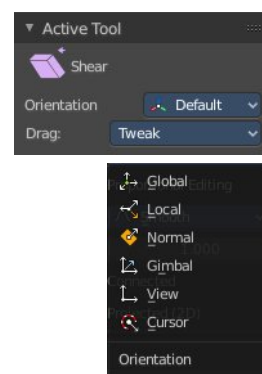 Active Tool
Shear
Orientation Default
Drag: Tweak
Global
Local
Normal
Gimbal
View
Cursor
Orientation